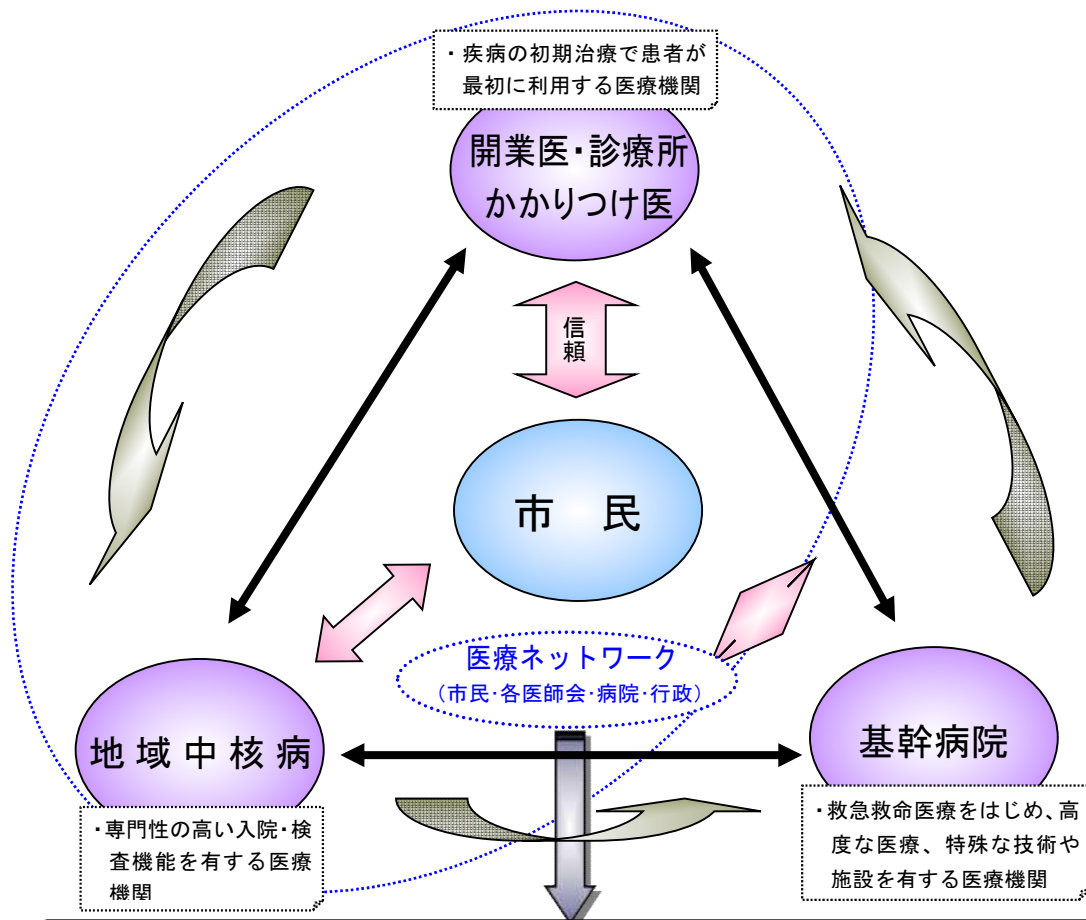 ・疾病の初期治療で患者が
最初に利用する医療機関
開業医・診療所
かかりつけ医
信
頼
市　民
医療ネットワーク
（市民・各医師会・病院・行政）
地域中核病
基幹病院
・専門性の高い入院・検
査機能を有する医療
機関
・救急救命医療をはじめ、高
度な医療、特殊な技術や
施設を有する医療機関